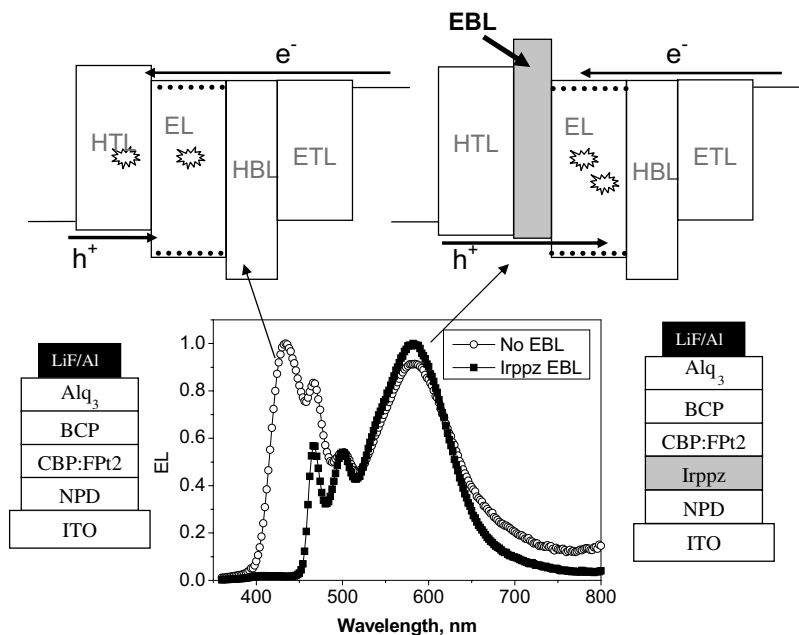 EBL
e⁻
HTL
EL
HBL
ETL
h⁺
e⁻
HTL
EL
HBL
ETL
h⁺
LiF/Al
Alq₃
BCP
CBP:FPt2
NPD
ITO
No EBL
Irppz EBL
1.0
0.8
0.6
0.4
0.2
0.0
EL
400
500
600
700
800
Wavelength, nm
LiF/Al
Alq₃
BCP
CBP:FPt2
Irppz
NPD
ITO